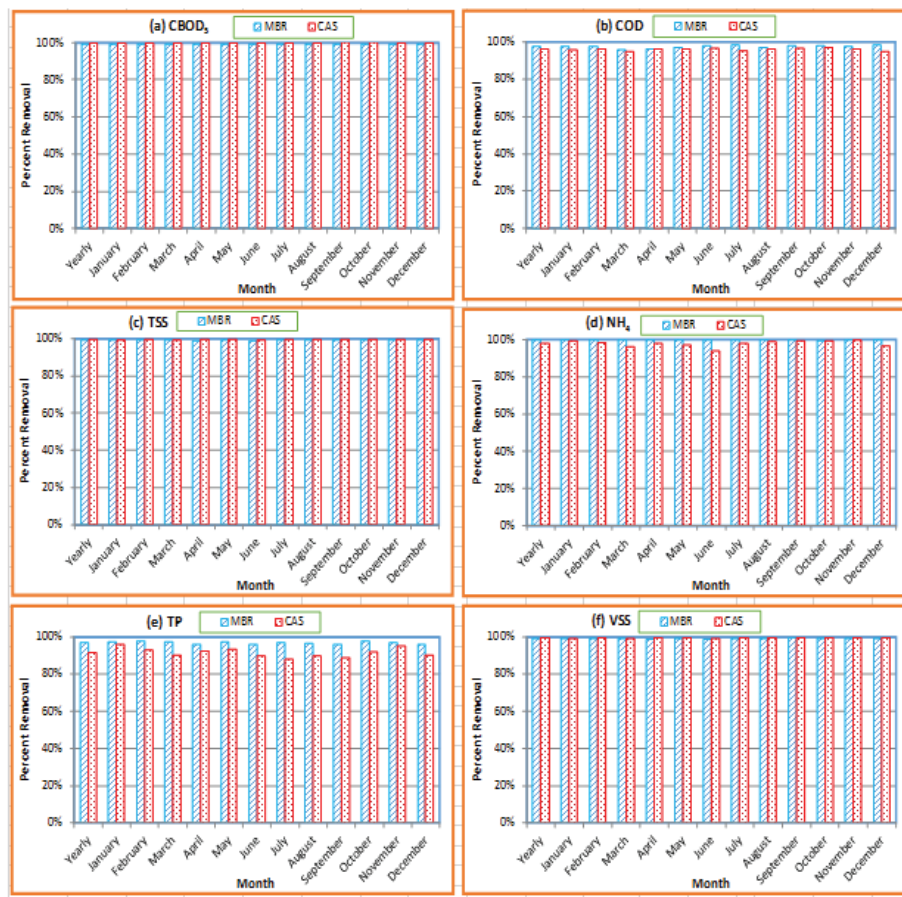 (a) CBOD₅ MBR CAS
Percent Removal
100%
80%
60%
40%
20%
0%
Yearly January February March April May June July August September October November December
Month
(b) COD MBR CAS
Percent Removal
100%
80%
60%
40%
20%
0%
Yearly January February March April May June July August September October November December
Month
(c) TSS MBR CAS
Percent Removal
100%
80%
60%
40%
20%
0%
Yearly January February March April May June July August September October November December
Month
(d) NH₄ MBR CAS
Percent Removal
100%
80%
60%
40%
20%
0%
Yearly January February March April May June July August September October November December
Month
(e) TP MBR CAS
Percent Removal
100%
80%
60%
40%
20%
0%
Yearly January February March April May June July August September October November December
Month
(f) VSS MBR CAS
Percent Removal
100%
80%
60%
40%
20%
0%
Yearly January February March April May June July August September October November December
Month